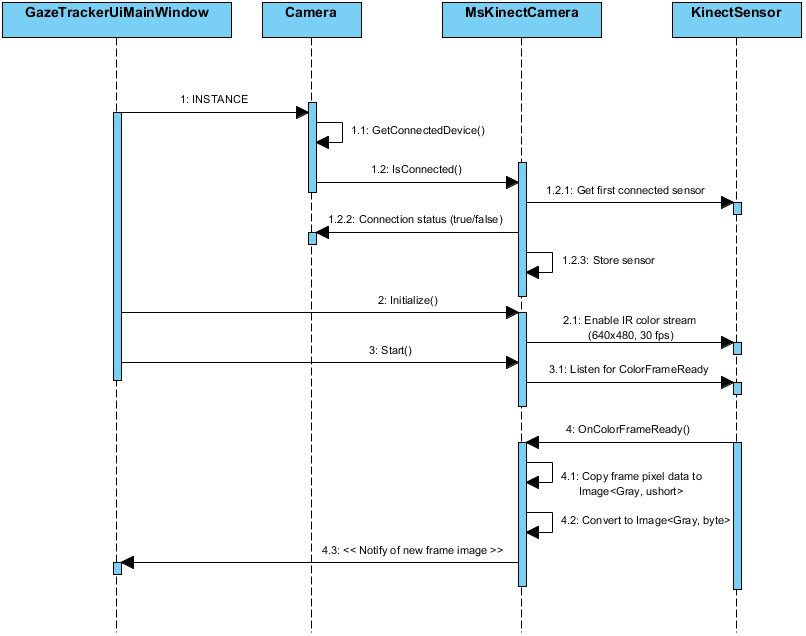 GazeTrackerUiMainWindow
Camera
MsKinectCamera
KinectSensor
1: INSTANCE
1.1: GetConnectedDevice()
1.2: IsConnected()
1.2.1: Get first connected sensor
1.2.2: Connection status (true/false)
1.2.3: Store sensor
2: Initialize()
2.1: Enable IR color stream
(640x480, 30 fps)
3: Start()
3.1: Listen for ColorFrameReady
4: OnColorFrameReady()
4.1: Copy frame pixel data to
Image<Gray, ushort>
4.2: Convert to Image<Gray, byte>
4.3: << Notify of new frame image >>